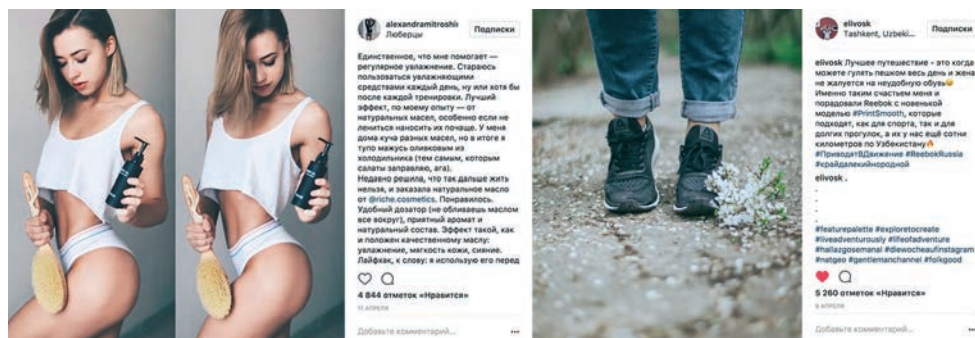 alexandramitroshi
Люберцы
Подписки
Единственное, что мне помогает —
регулярное увлажнение. Стараюсь
пользоваться увлажняющими
средствами каждый день, ну или хотя бы
после каждой тренировки. Лучший
эффект, по моему опыту — от
натуральных масел, особенно если не
лениться наносить их почаще. У меня
дома куча разных масел, но в итоге я
тупо мажусь оливковым из
холодильника (тем самым, которым
салаты заправляю, ага).
Недавно решила, что так дальше жить
нельзя, и заказала натуральное масло
от @riche.cosmetics. Понравилось.
Удобный дозатор (не обливаешь маслом
все вокруг), приятный аромат и
натуральный состав. Эффект такой, как
и положен качественному маслу:
увлажнение, мягкость кожи, сияние.
Лайфхак, к слову: я использую его перед
4 844 отметок «Нравится»
11 АПРЕЛЯ
Добавьте комментарий...
elivosk
Tashkent, Uzbeki...
Подписки
elivosk Лучшее путешествие – это когда
можете гулять пешком весь день и жена
не жалуется на неудобную обувь😅
Именно таким счастьем меня и
порадовали Reebok с новенькой
моделью #PrintSmooth, которые
подходят, как для спорта, так и для
долгих прогулок, а их у нас ещё сотни
километров по Узбекистану🔥
#ПриводятВДвижение #ReebokRussia
#крайдалекийнородной
elivosk .
.
.
.
.
#featurepalette #exploretocreate
#liveadventurously #lifeofadventure
#hallazgosemanal #diewocheaufinstagram
#natgeo #gentlemanchannel #folkgood
5 260 отметок «Нравится»
9 АПРЕЛЯ
Добавьте комментарий...